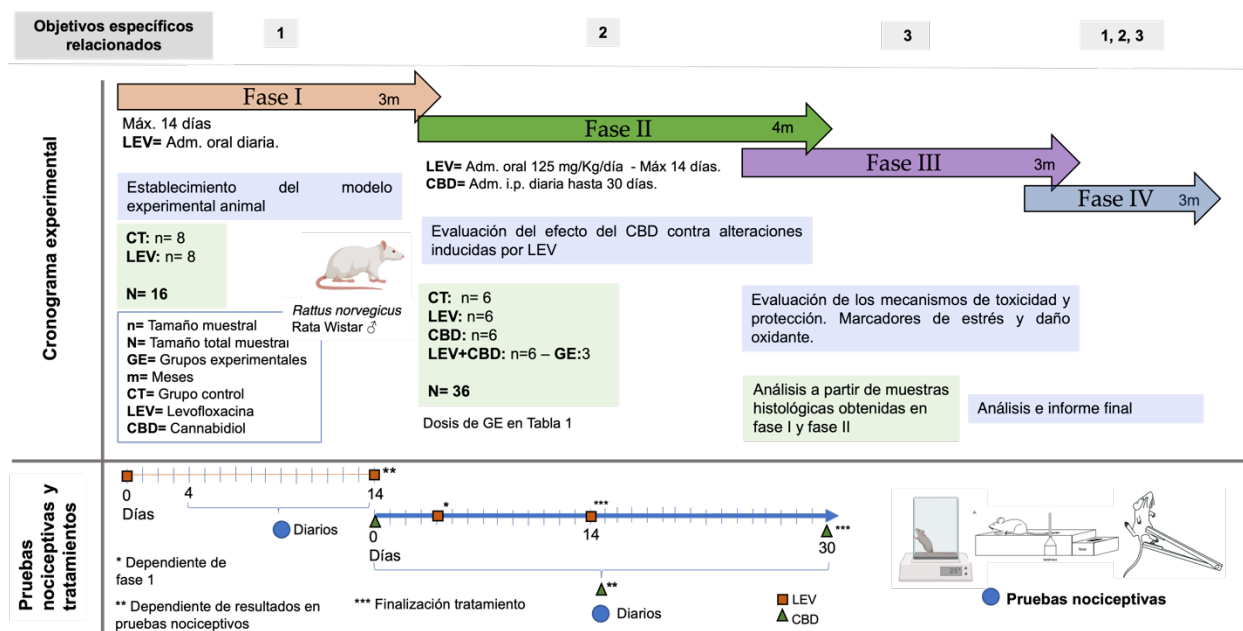 Objetivos específicos
relacionados
1
2
3
1, 2, 3
Cronograma experimental
Fase I
3m
Máx. 14 días
LEV= Adm. oral diaria.
Establecimiento del modelo
experimental animal
CT: n= 8
LEV: n= 8
N= 16
Rattus norvegicus
Rata Wistar ♂
n= Tamaño muestral
N= Tamaño total muestral
GE= Grupos experimentales
m= Meses
CT= Grupo control
LEV= Levofloxacina
CBD= Cannabidiol
Fase II
4m
LEV= Adm. oral 125 mg/Kg/día - Máx 14 días.
CBD= Adm. i.p. diaria hasta 30 días.
Evaluación del efecto del CBD contra alteraciones
inducidas por LEV
CT: n= 6
LEV: n=6
CBD: n=6
LEV+CBD: n=6 – GE:3
N= 36
Dosis de GE en Tabla 1
Fase III
3m
Evaluación de los mecanismos de toxicidad y
protección. Marcadores de estrés y daño
oxidante.
Análisis a partir de muestras
histológicas obtenidas en
fase I y fase II
Fase IV
3m
Análisis e informe final
Pruebas
nociceptivas y
tratamientos
**
0
4
14
Días
Diarios
*
***
0
14
30
***
Días
**
Diarios
* Dependiente de
fase 1
** Dependiente de resultados en
pruebas nociceptivos
*** Finalización tratamiento
LEV
CBD
A
Pruebas nociceptivas